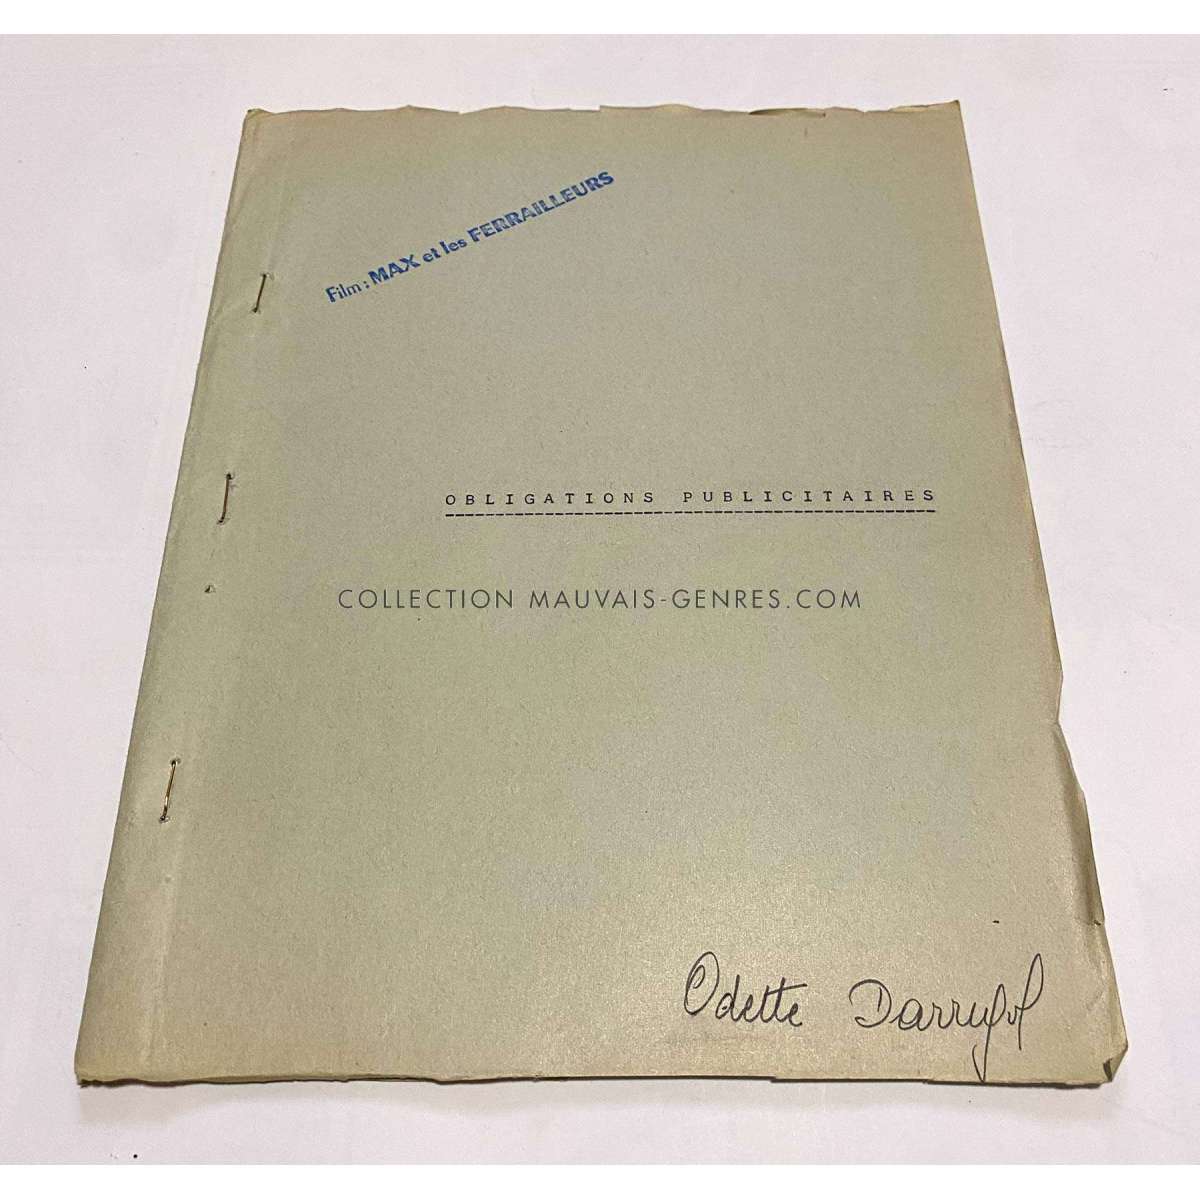 Film : MAX et les FERRAILLEURS
OBLIGATIONS PUBLICITAIRES
COLLECTION MAUVAIS-GENRES.COM
Odette